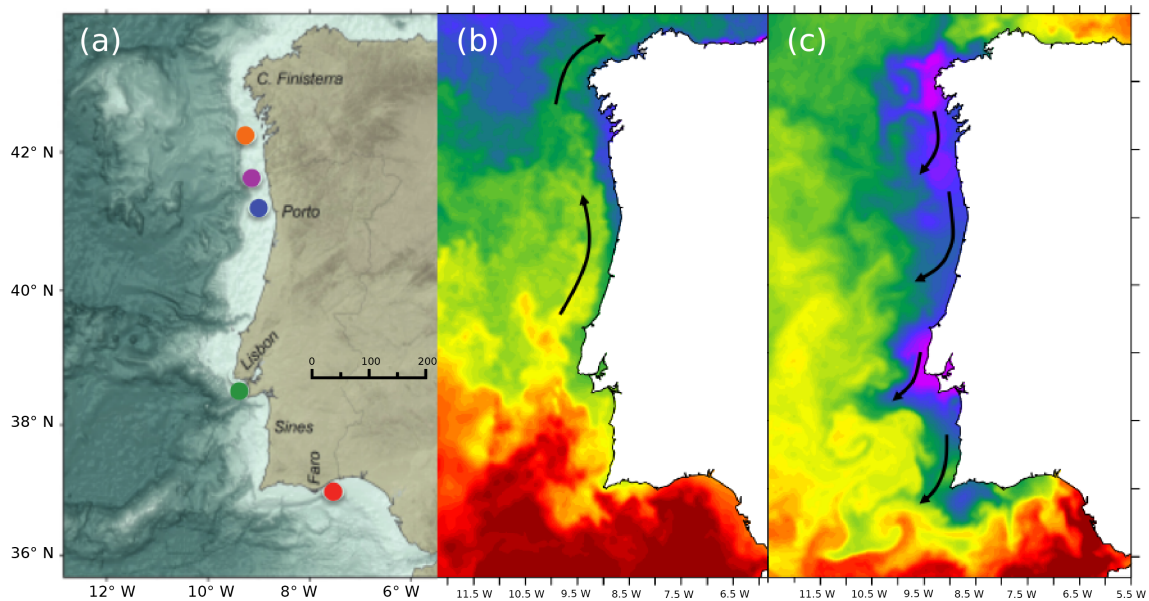 (a)
(b)
(c)
C. Finisterra
42° N
Porto
40° N
Lisbon
0 100 200
38° N
Sines
Faro
36° N
12° W 10° W 8° W 6° W
11.5 W 10.5 W 9.5 W 8.5 W 7.5 W 6.5 W
11.5 W 10.5 W 9.5 W 8.5 W 7.5 W 6.5 W 5.5